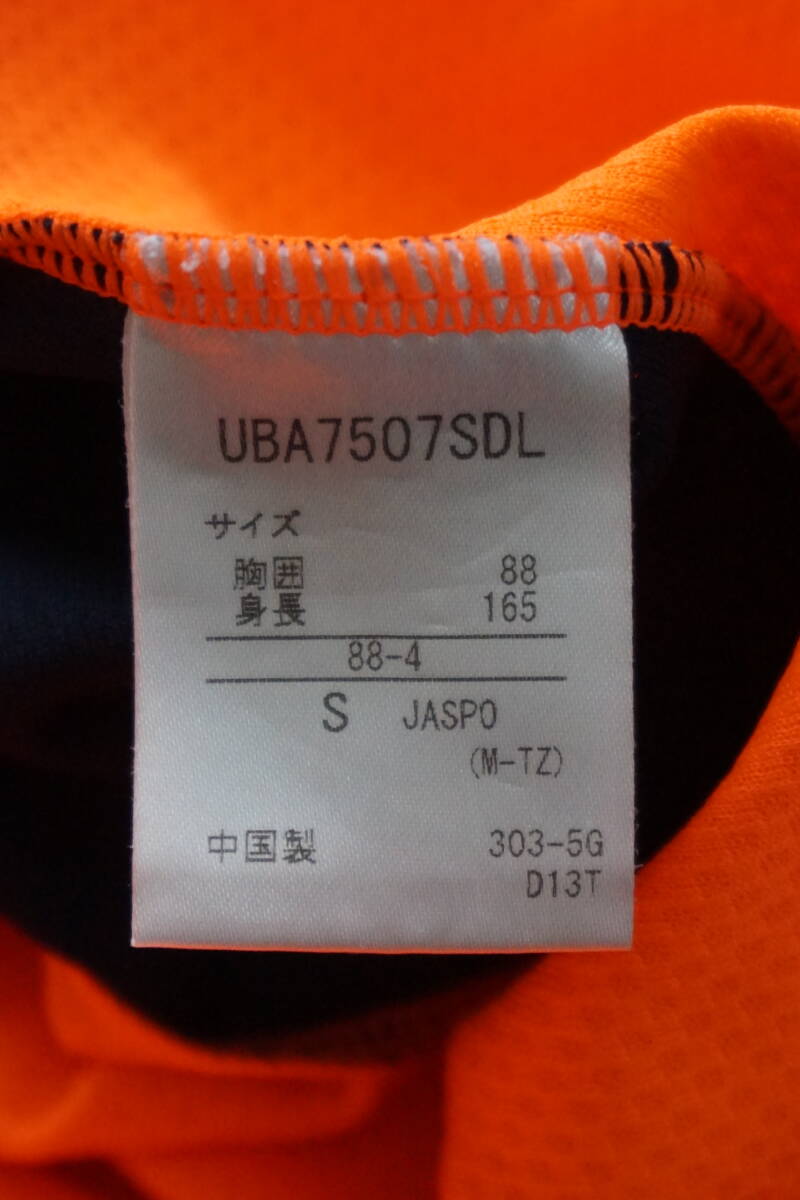 UBA7507SDL
サイズ
胸囲 88
身長 165
88-4
S JASPO
(M-TZ)
中国製 303-5G
D13T